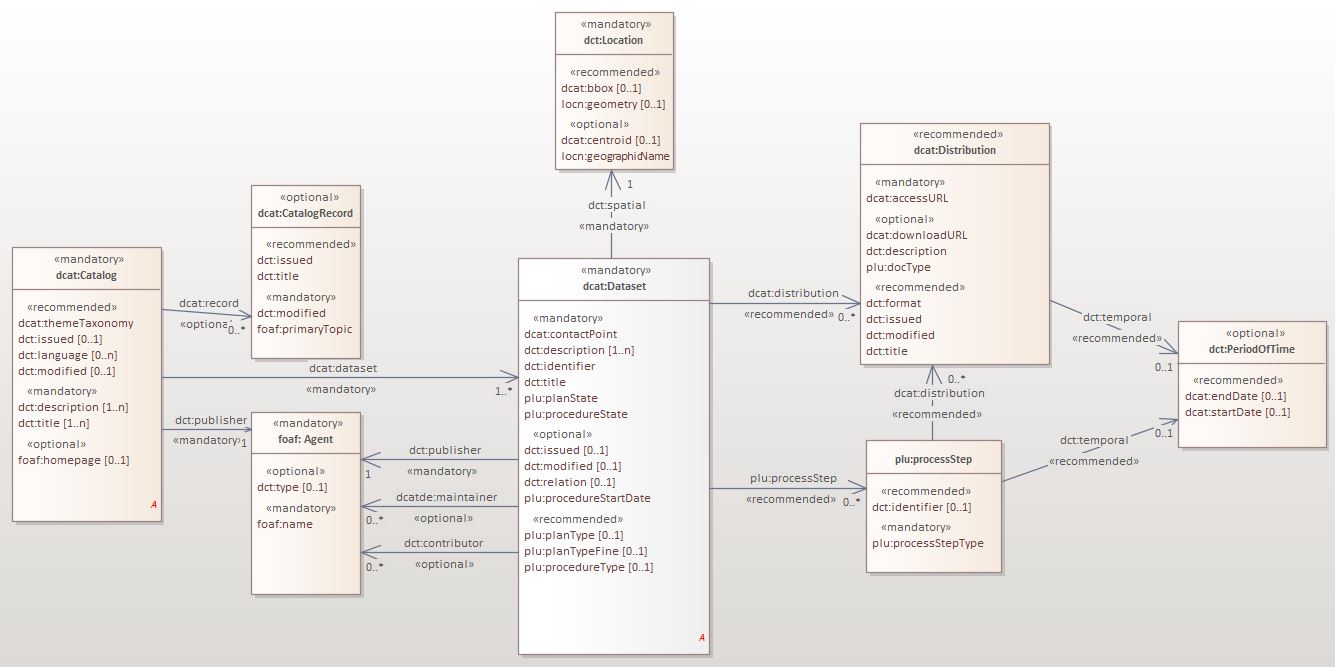 «mandatory»
dct:Location
«recommended»
dcat:bbox [0..1]
locn:geometry [0..1]
«optional»
dcat:centroid [0..1]
locn:geographicName
1
dct:spatial
«mandatory»
«recommended»
dcat:Distribution
«mandatory»
dcat:accessURL
«optional»
dcat:downloadURL
dct:description
plu:docType
«recommended»
dct:format
dct:issued
dct:modified
dct:title
«optional»
dcat:CatalogRecord
«recommended»
dct:issued
dct:title
«mandatory»
dct:modified
foaf:primaryTopic
«mandatory»
dcat:Catalog
«recommended»
dcat:themeTaxonomy
dct:issued [0..1]
dct:language [0..n]
dct:modified [0..1]
«mandatory»
dct:description [1..n]
dct:title [1..n]
«optional»
foaf:homepage [0..1]
A
dcat:record
«optional
0..*
dcat:dataset
«mandatory»
1..*
dct:publisher
«mandatory»
1
«mandatory»
foaf: Agent
«optional»
dct:type [0..1]
«mandatory»
foaf:name
«mandatory»
dcat:Dataset
«mandatory»
dcat:contactPoint
dct:description [1..n]
dct:identifier
dct:title
plu:planState
plu:procedureState
«optional»
dct:issued [0..1]
dct:modified [0..1]
dct:relation [0..1]
plu:procedureStartDate
«recommended»
plu:planType [0..1]
plu:planTypeFine [0..1]
plu:procedureType [0..1]
A
dct:publisher
«mandatory»
1
dcatde:maintainer
«optional»
0..*
dct:contributor
«optional»
0..*
dcat:distribution
«recommended»
0..*
plu:processStep
«recommended»
0..*
0..*
dcat:distribution
«recommended»
plu:processStep
«recommended»
dct:identifier [0..1]
«mandatory»
plu:processStepType
dct:temporal
«recommended»
0..1
dct:temporal
«recommended»
0..1
«optional»
dct:PeriodOfTime
«recommended»
dcat:endDate [0..1]
dcat:startDate [0..1]